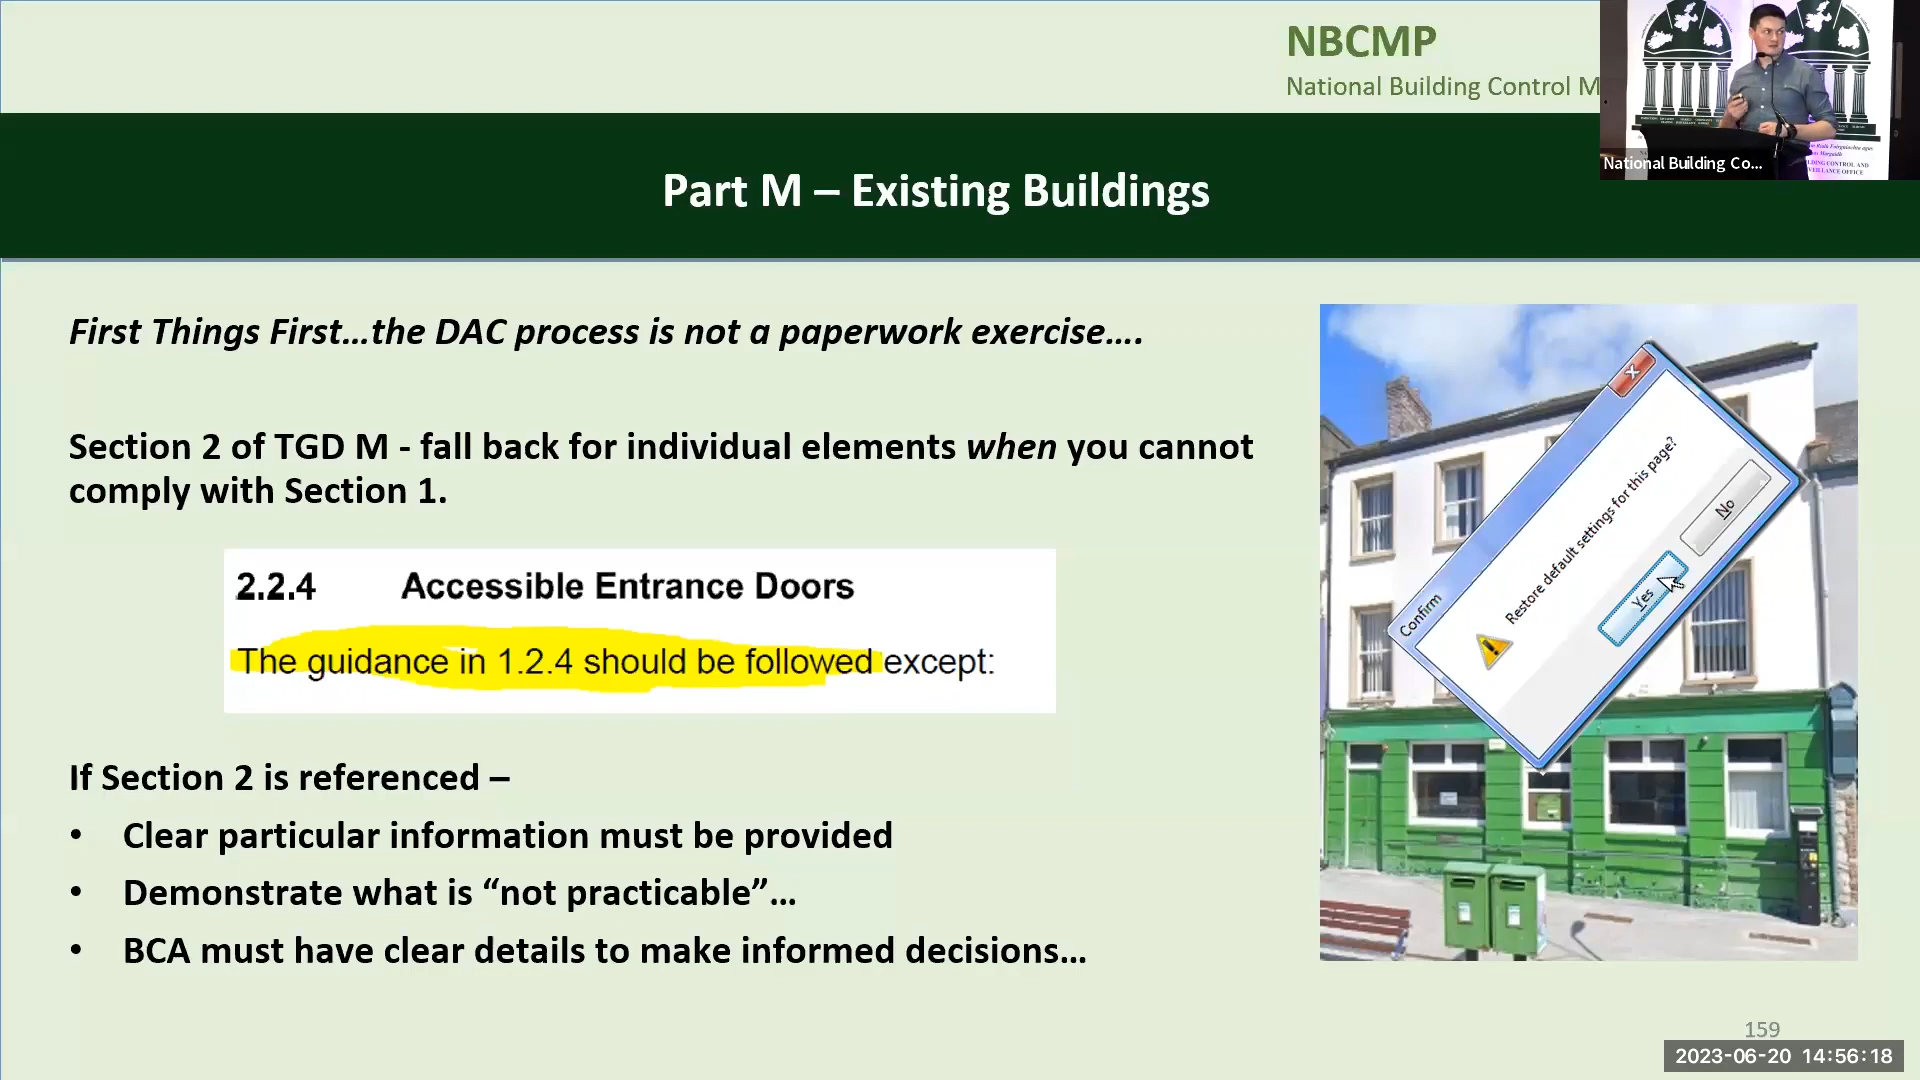 NBCMP
National Building Control M
National Building Co...
Part M – Existing Buildings
First Things First...the DAC process is not a paperwork exercise....
Section 2 of TGD M - fall back for individual elements when you cannot
comply with Section 1.
2.2.4 Accessible Entrance Doors
The guidance in 1.2.4 should be followed except:
If Section 2 is referenced –
• Clear particular information must be provided
• Demonstrate what is “not practicable”...
• BCA must have clear details to make informed decisions...
Confirm
Restore default settings for this page?
Yes
No
159
2023-06-20 14:56:18